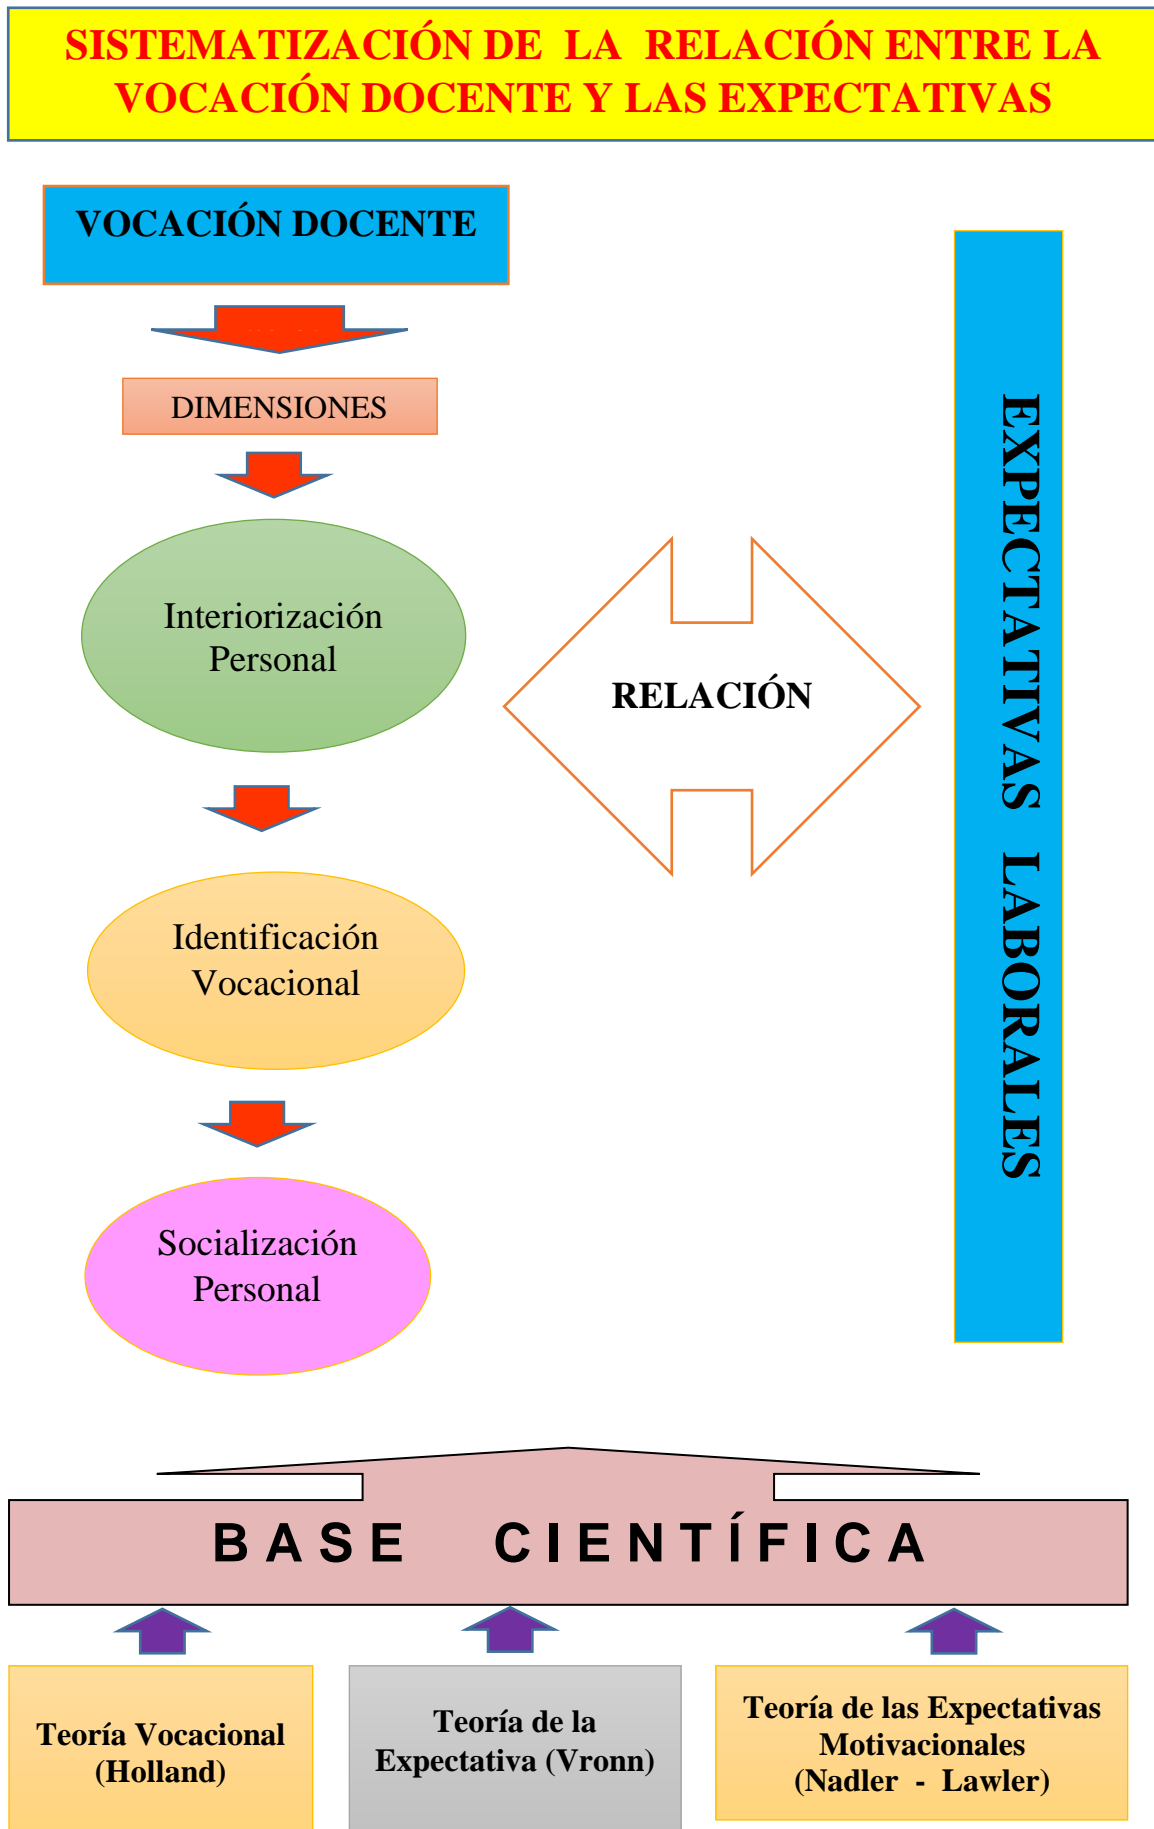 SISTEMATIZACIÓN DE LA RELACIÓN ENTRE LA
VOCACIÓN DOCENTE Y LAS EXPECTATIVAS
VOCACIÓN DOCENTE
DIMENSIONES
Interiorización
Personal
RELACIÓN
EXPECTATIVAS LABORALES
Identificación
Vocacional
Socialización
Personal
BASE CIENTÍFICA
Teoría Vocacional
(Holland)
Teoría de la
Expectativa (Vronn)
Teoría de las Expectativas
Motivacionales
(Nadler - Lawler)